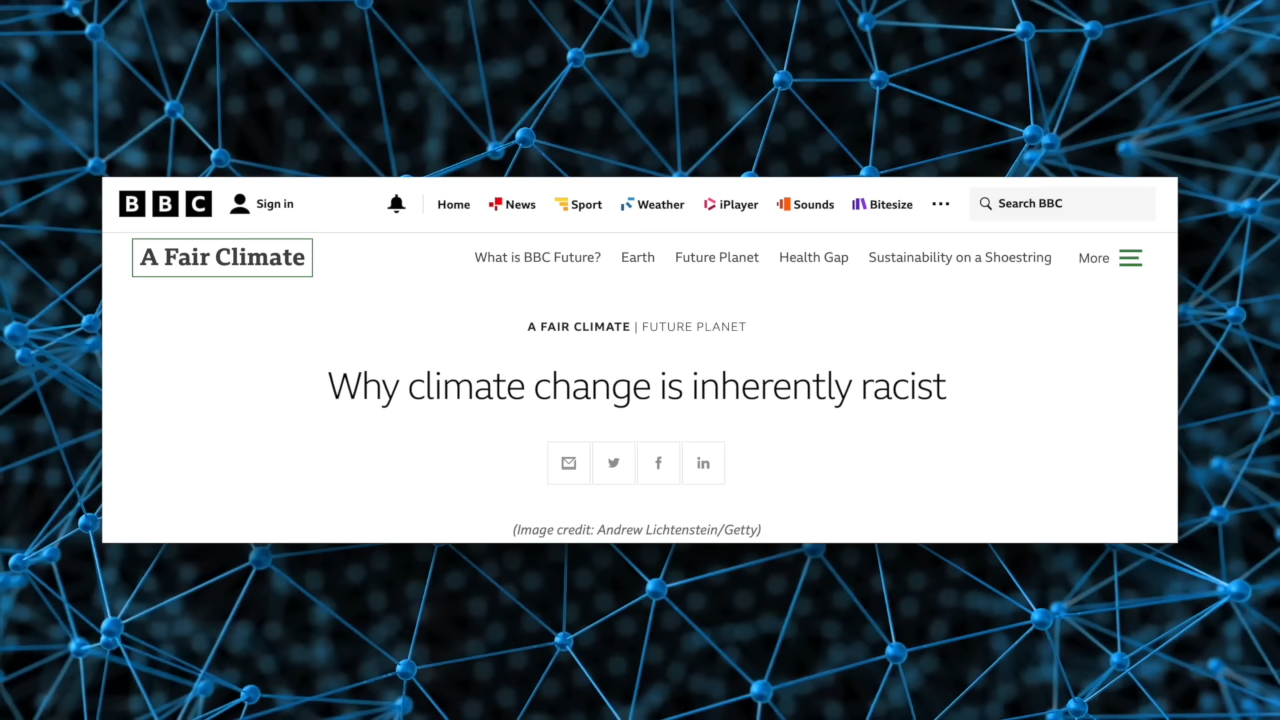 BBC Sign in Home News Sport Weather iPlayer Sounds Bitesize ... Search BBC
A Fair Climate What is BBC Future? Earth Future Planet Health Gap Sustainability on a Shoestring More
A FAIR CLIMATE | FUTURE PLANET
Why climate change is inherently racist
f in
(Image credit: Andrew Lichtenstein/Getty)